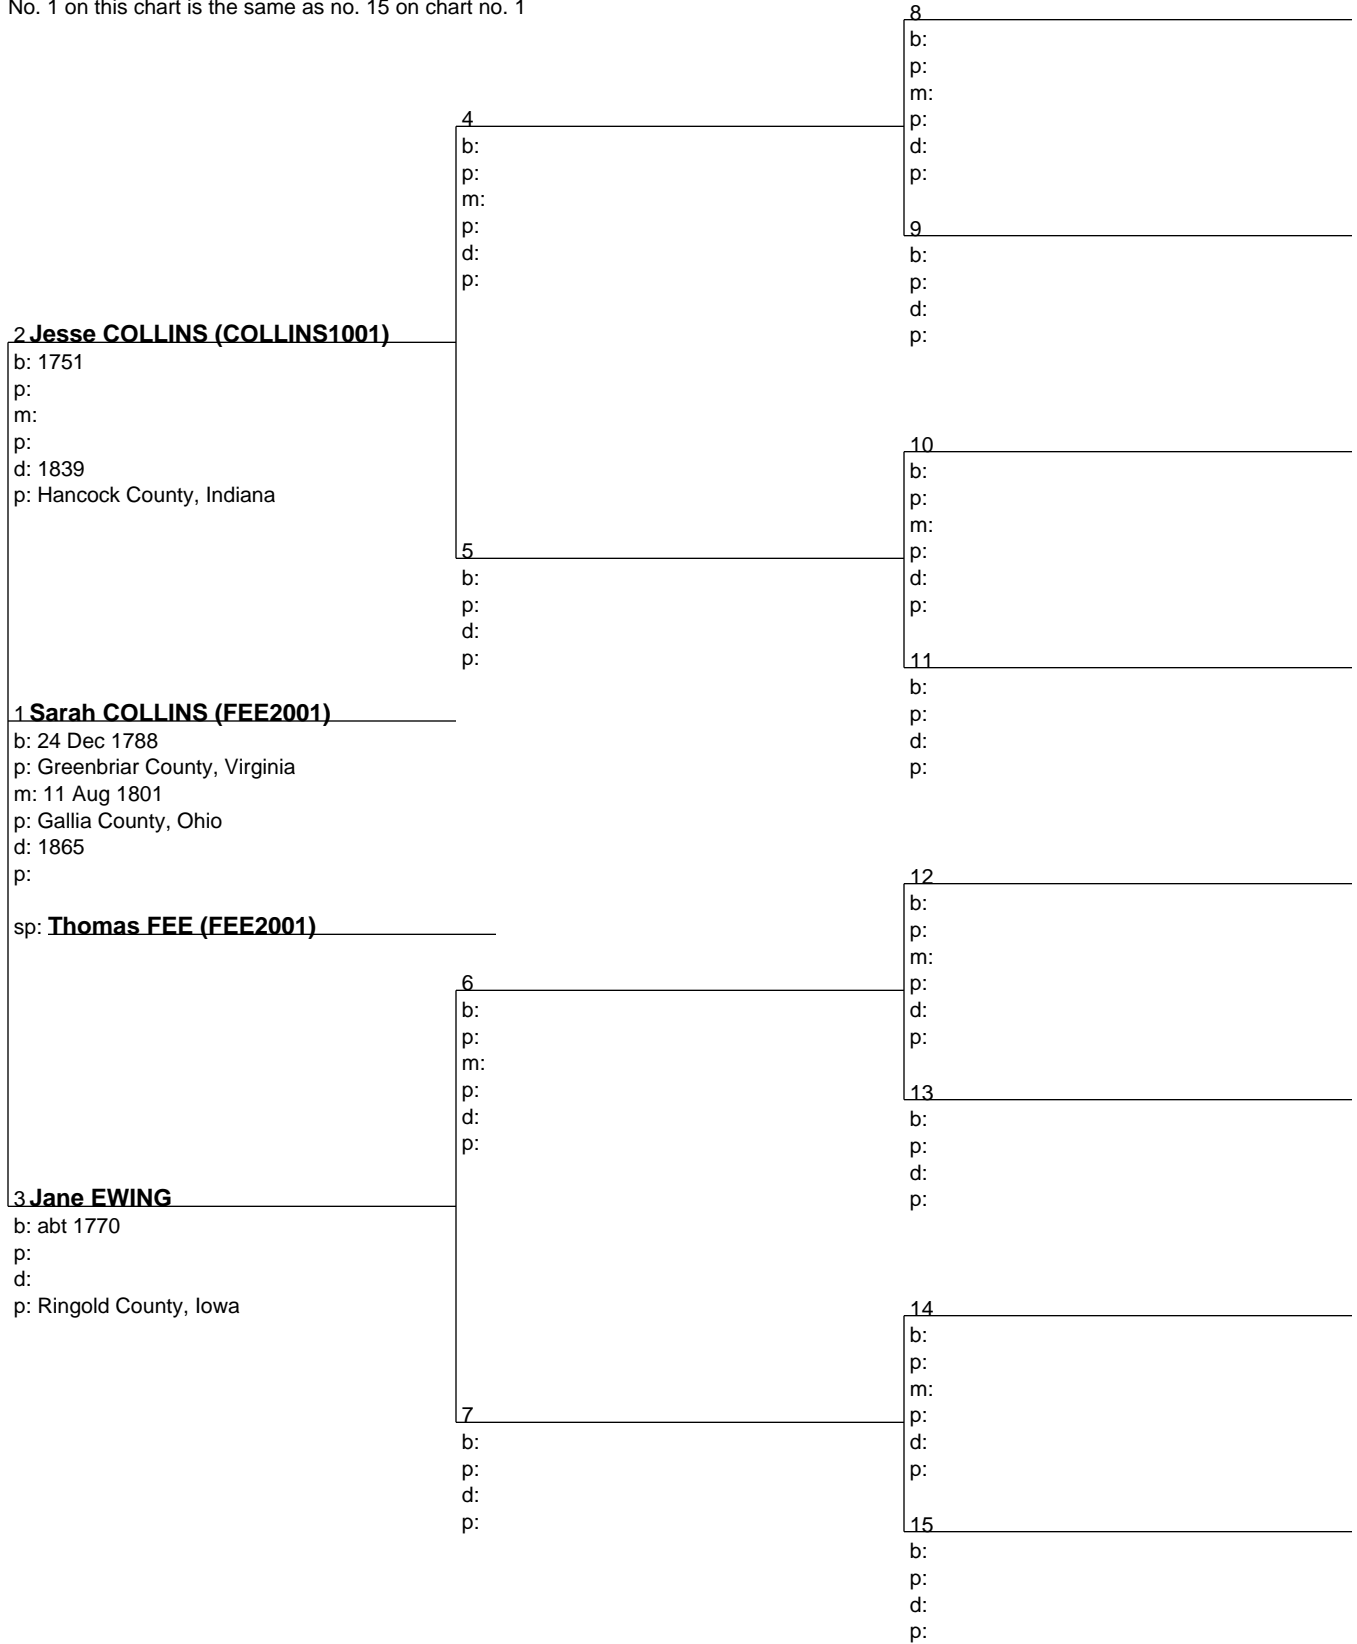 No. 1 on this chart is the same as no. 15 on chart no. 1
8
b:
p:
m:
p:
d:
p:
4
b:
p:
m:
p:
d:
p:
9
b:
p:
d:
p:
2 Jesse COLLINS (COLLINS1001)
b: 1751
p:
m:
p:
d: 1839
p: Hancock County, Indiana
10
b:
p:
m:
p:
d:
p:
5
b:
p:
d:
p:
11
b:
p:
d:
p:
1 Sarah COLLINS (FEE2001)
b: 24 Dec 1788
p: Greenbriar County, Virginia
m: 11 Aug 1801
p: Gallia County, Ohio
d: 1865
p:
sp: Thomas FEE (FEE2001)
12
b:
p:
m:
p:
d:
p:
6
b:
p:
m:
p:
d:
p:
13
b:
p:
d:
p:
3 Jane EWING
b: abt 1770
p:
d:
p: Ringold County, Iowa
14
b:
p:
m:
p:
d:
p:
7
b:
p:
d:
p:
15
b:
p:
d:
p: